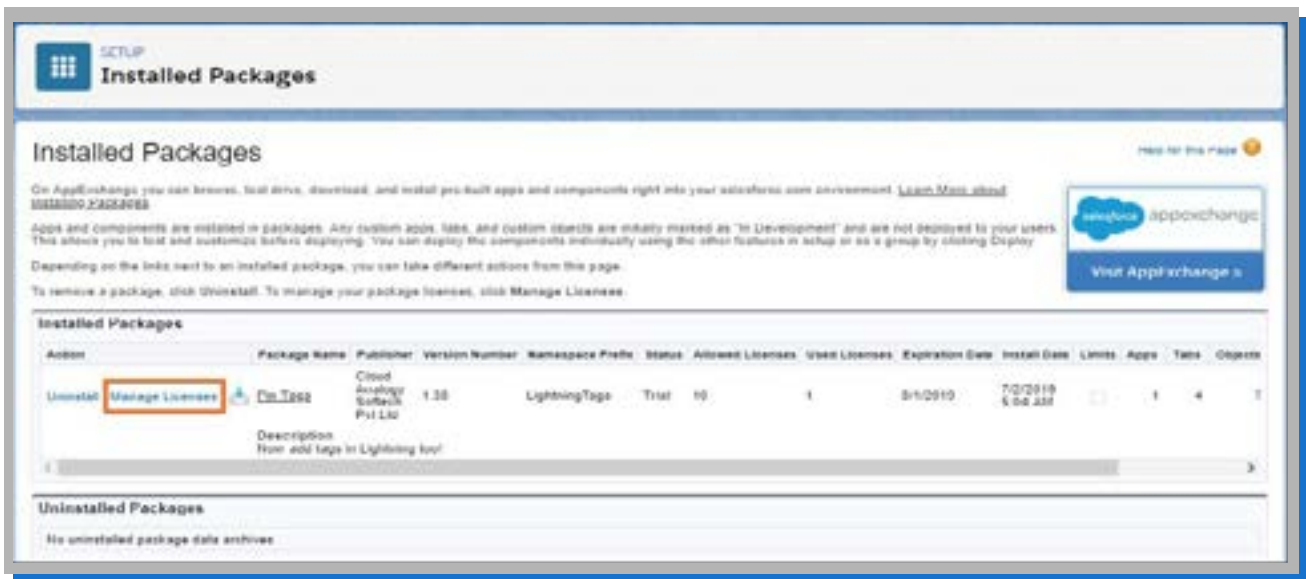 SETUP
Installed Packages
Installed Packages
Help for this Page
On AppExchange you can browse, test drive, download, and install pre-built apps and components right into your salesforce.com environment. Learn More about
Installing Packages
salesforce appexchange
Apps and components are installed in packages. Any custom apps, tabs, and custom objects are initially marked as "In Development" and are not deployed to your users.
This allows you to test and customize before deploying. You can deploy the components individually using the other features in setup or as a group by clicking Deploy
Depending on the links next to an installed package, you can take different actions from this page.
Visit AppExchange »
To remove a package, click Uninstall. To manage your package licenses, click Manage Licenses.
Installed Packages
Action Package Name Publisher Version Number Namespace Prefix Status Allowed Licenses Used Licenses Expiration Date Install Date Limits Apps Tabs Objects
Uninstall Manage Licenses Tags Cloud Analogy Softech Pvt Ltd LightningTags Trial 10 1 8/1/2019 7/2/2019 AM 1 4
Description
Now add tags in Lightning too!
Uninstalled Packages
No uninstalled package data archives